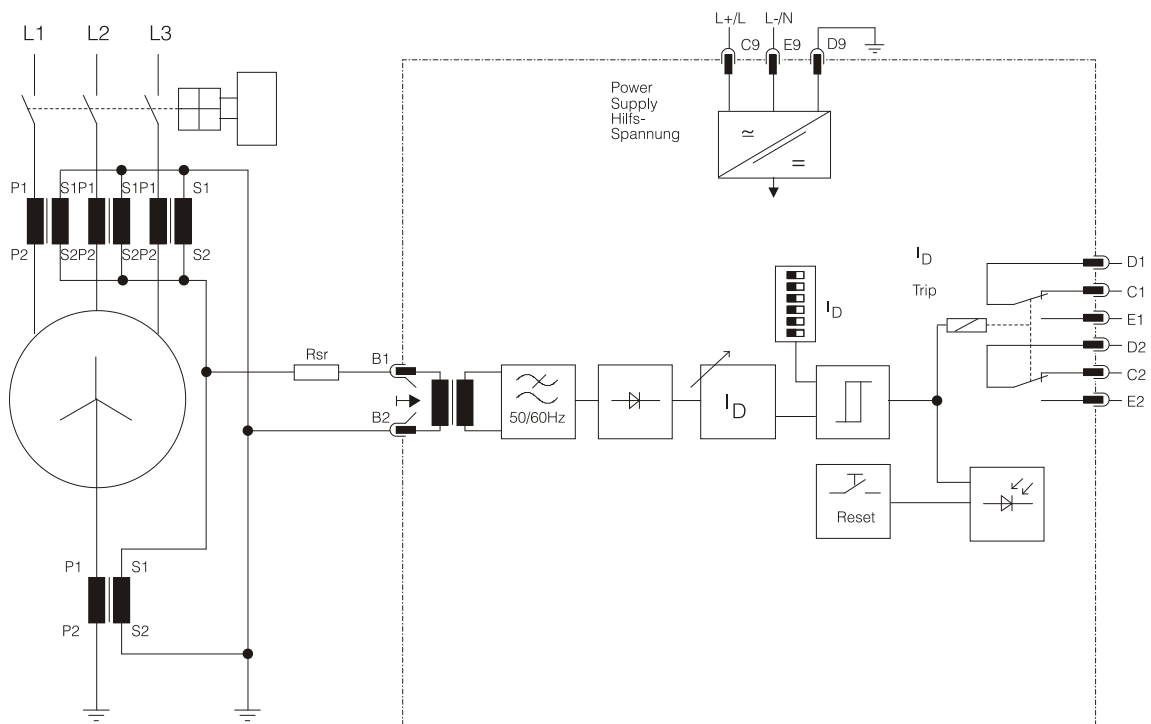 L1 L2 L3
L+/L L-/N
C9 E9 D9
Power
Supply
Hilfs-
Spannung
P1 S1P1 S1P1 S1
P2 S2P2 S2P2 S2
I_D
Trip
D1
C1
E1
D2
C2
E2
I_D
Rsr
B1
B2
50/60Hz
I_D
Reset
P1 S1
P2 S2